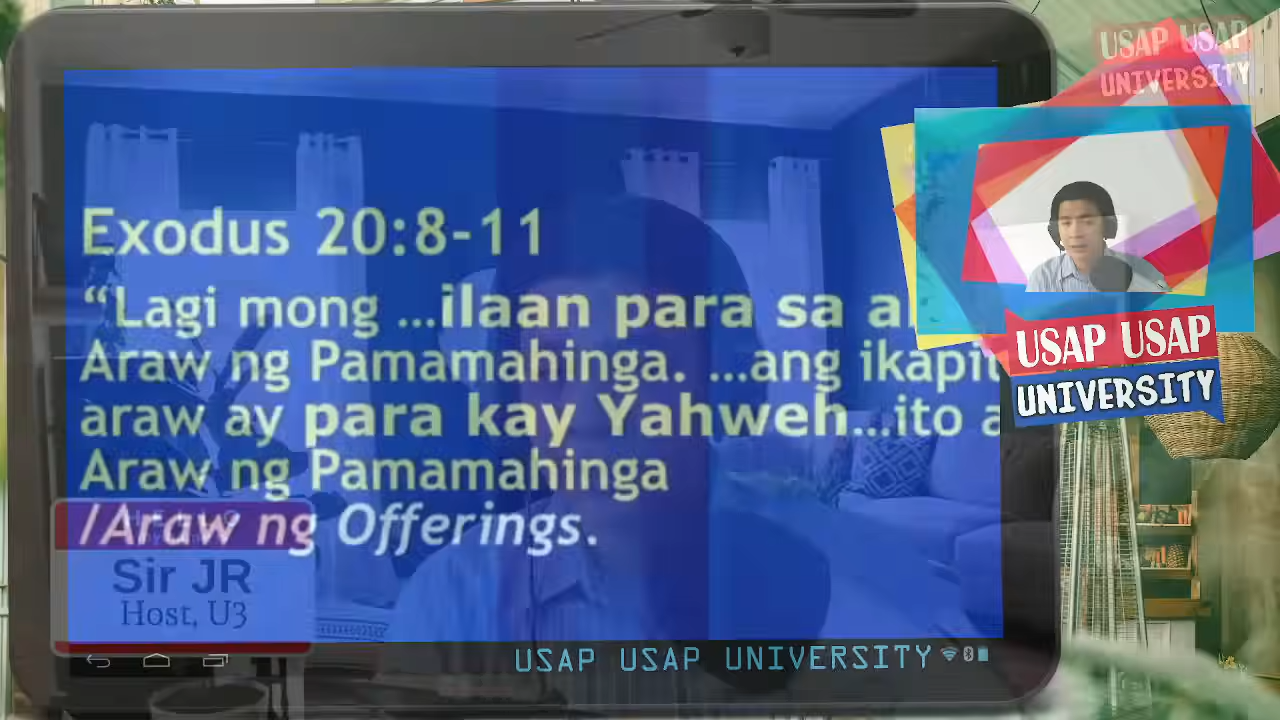 Exodus 20:8-11
“Lagi mong ...ilaan para sa
Araw ng Pamamahinga. ...ang
araw ay para kay Yahweh...ito
Araw ng Pamamahinga
/Araw ng Offerings.
HELLO
Sir JR
Host, U3
USAP USAP UNIVERSITY
USAP USAP
UNIVERSITY
USAP USAP
UNIVERSITY